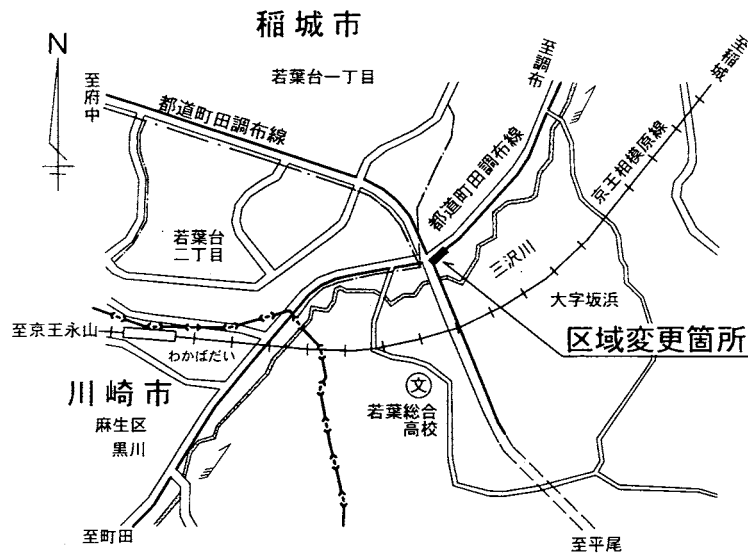 稲城市
N
若葉台一丁目
至府中
都道町田調布線
至調布
至稲城
都道町田調布線
京王相模原線
若葉台
二丁目
三沢川
大字坂浜
至京王永山
わかばだい
区域変更箇所
川崎市
麻生区
黒川
文
若葉総合
高校
至町田
至平尾